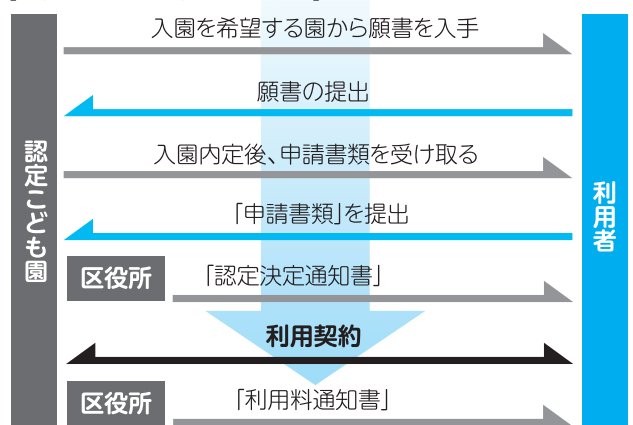 入園を希望する園から願書を入手
願書の提出
入園内定後、申請書類を受け取る
「申請書類」を提出
区役所 「認定決定通知書」
利用契約
区役所 「利用料通知書」
認定こども園
利用者